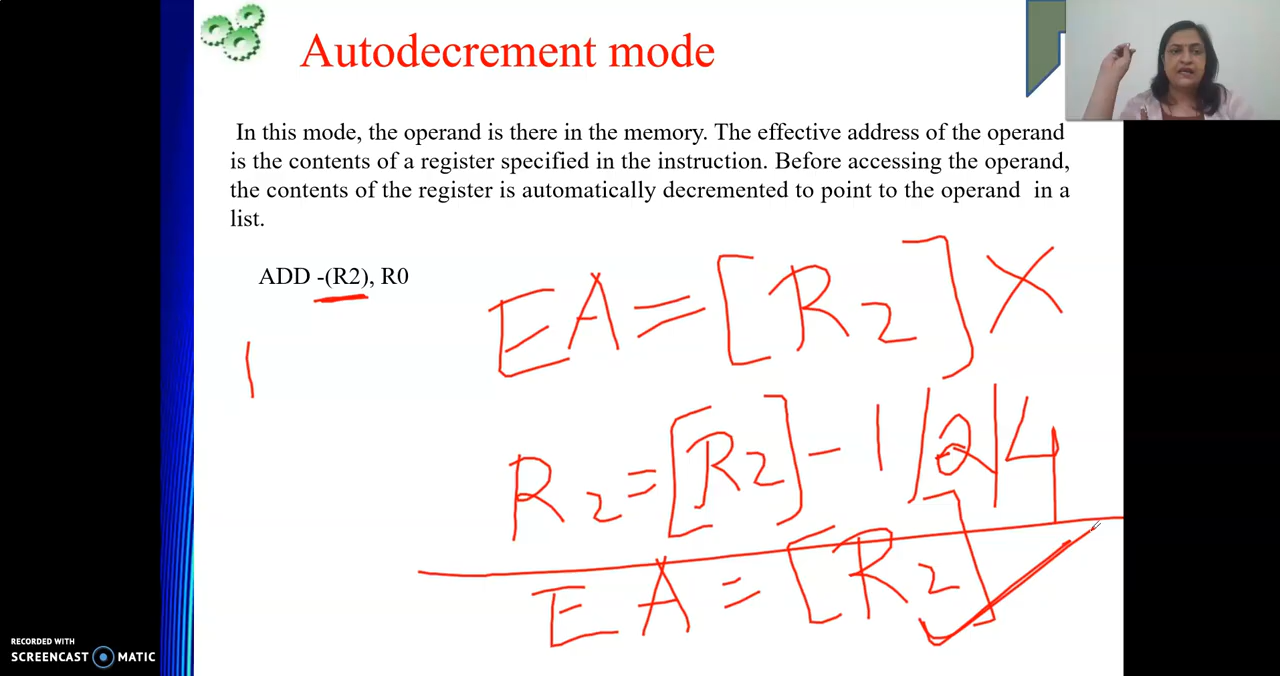 Autodecrement mode
In this mode, the operand is there in the memory. The effective address of the operand
is the contents of a register specified in the instruction. Before accessing the operand,
the contents of the register is automatically decremented to point to the operand in a
list.
ADD -(R2), R0
EA = [R2] X
R2 = [R2] - 1/2/4
EA = [R2]
RECORDED WITH
SCREENCAST MATIC